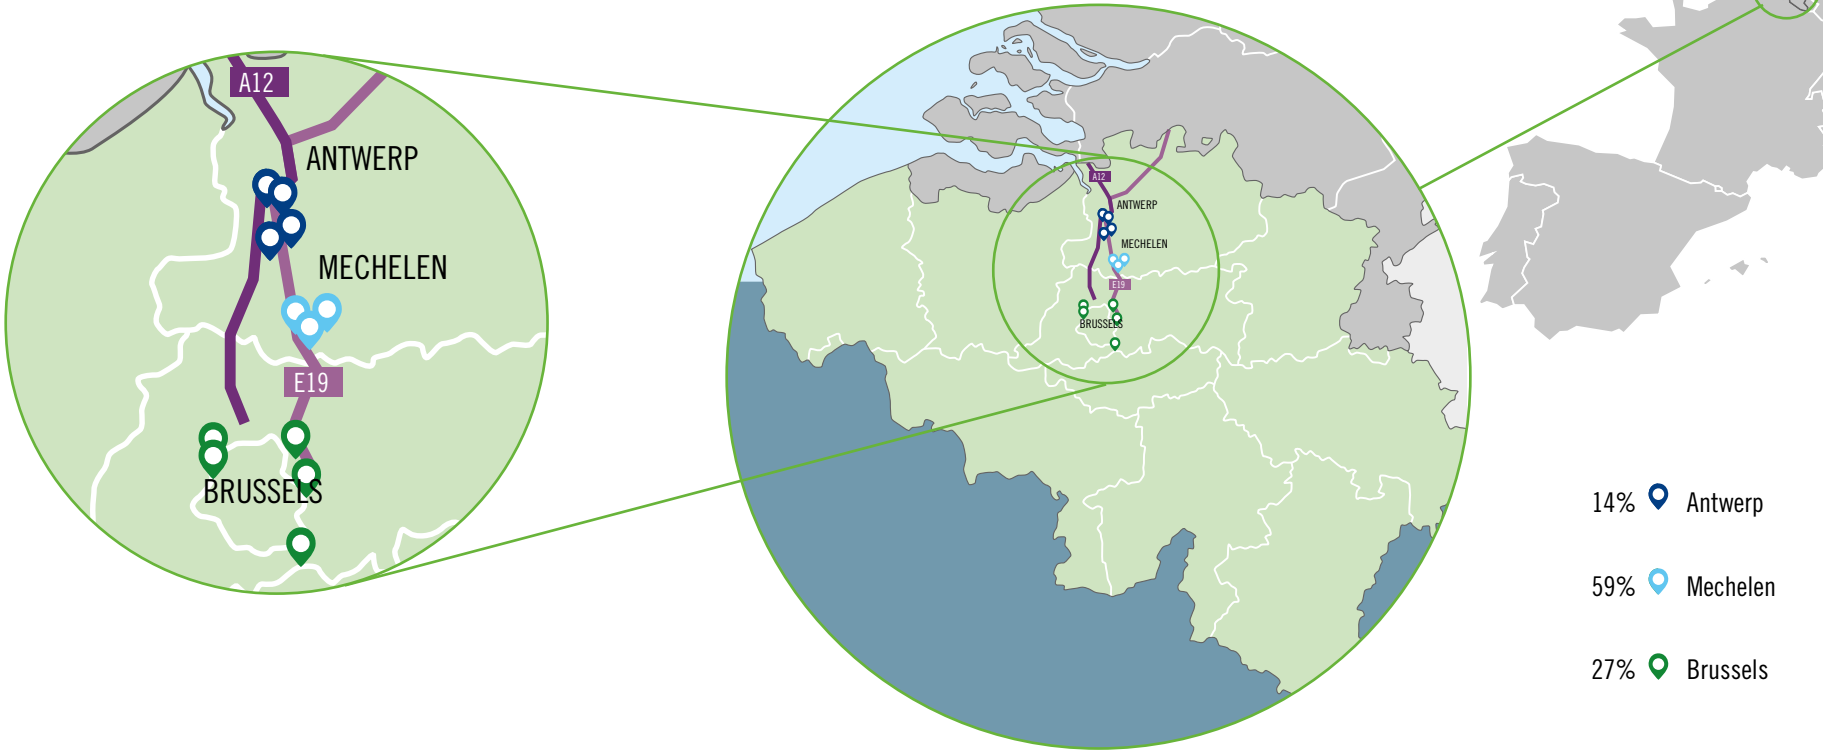 A12
ANTWERP
MECHELEN
E19
BRUSSELS
A12
ANTWERP
MECHELEN
E19
BRUSSELS
14% Antwerp
59% Mechelen
27% Brussels